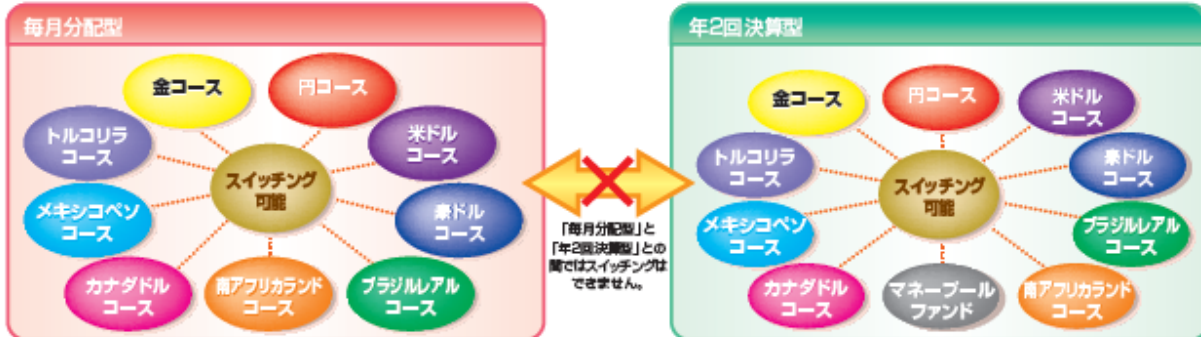 毎月分配型
金コース
円コース
トルコリラ
コース
米ドル
コース
スイッチング
可能
メキシコペソ
コース
豪ドル
コース
カナダドル
コース
南アフリカランド
コース
ブラジルレアル
コース
「毎月分配型」と
「年2回決算型」との
間ではスイッチングは
できません。
年2回決算型
金コース
円コース
米ドル
コース
トルコリラ
コース
豪ドル
コース
スイッチング
可能
メキシコペソ
コース
ブラジルレアル
コース
カナダドル
コース
マネープール
ファンド
南アフリカランド
コース